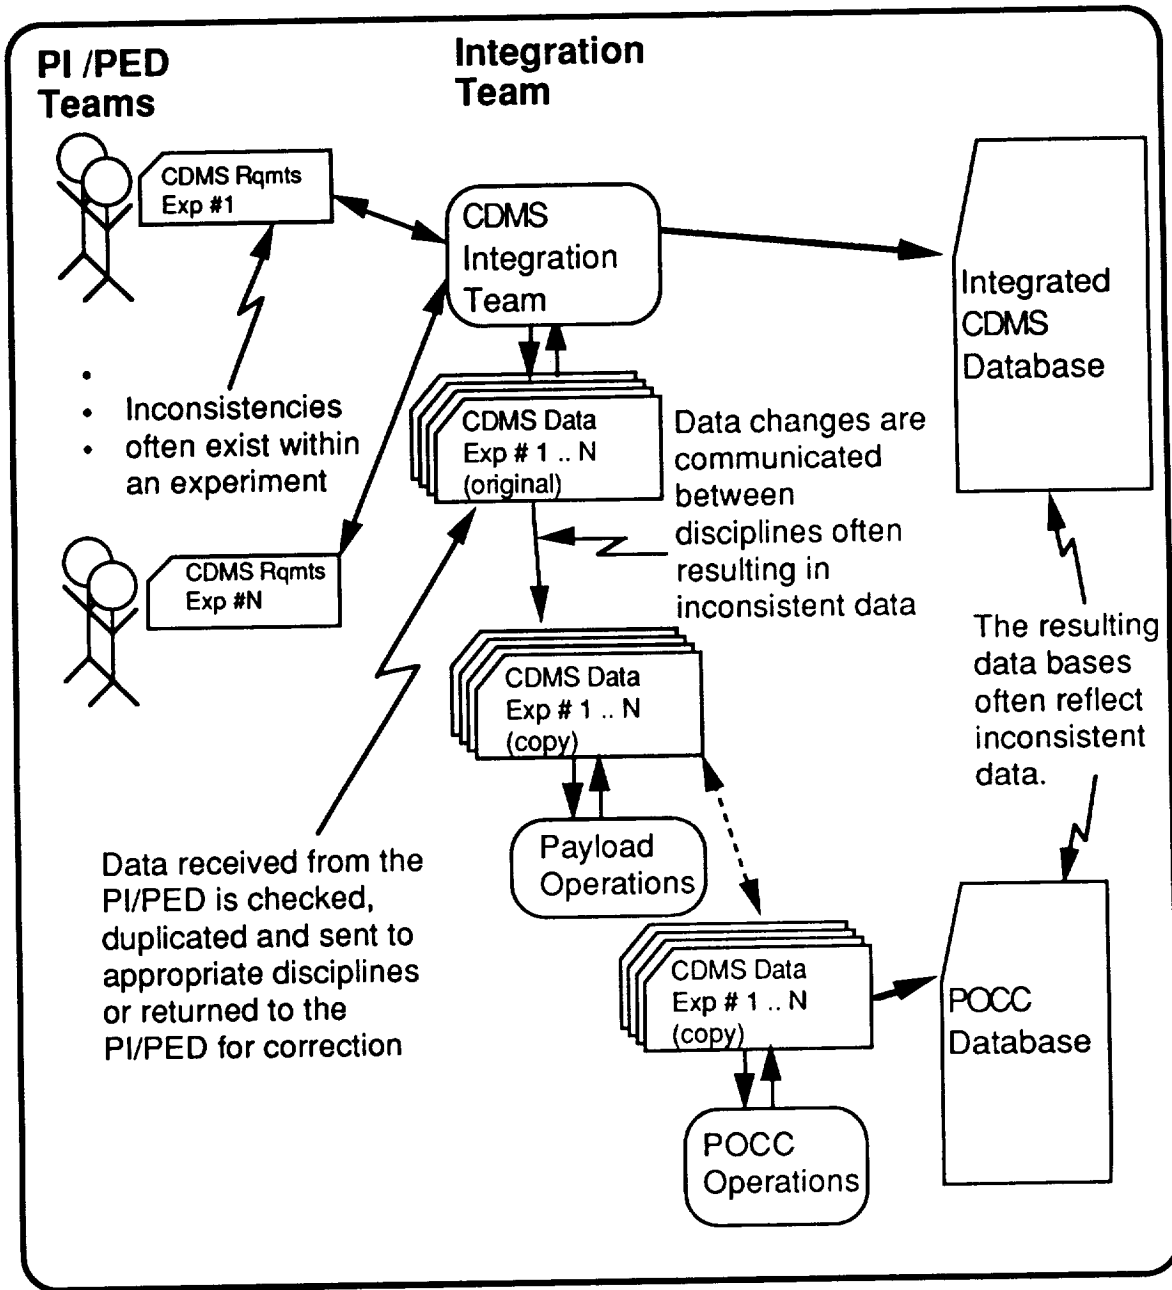 PI /PED
Teams
Integration
Team
CDMS Rqmts
Exp #1
CDMS
Integration
Team
Integrated
CDMS
Database
• Inconsistencies
• often exist within
• an experiment
CDMS Data
Exp # 1 .. N
(original)
Data changes are
communicated
between
disciplines often
resulting in
inconsistent data
CDMS Rqmts
Exp #N
CDMS Data
Exp # 1 .. N
(copy)
The resulting
data bases
often reflect
inconsistent
data.
Payload
Operations
Data received from the
PI/PED is checked,
duplicated and sent to
appropriate disciplines
or returned to the
PI/PED for correction
CDMS Data
Exp # 1 .. N
(copy)
POCC
Database
POCC
Operations